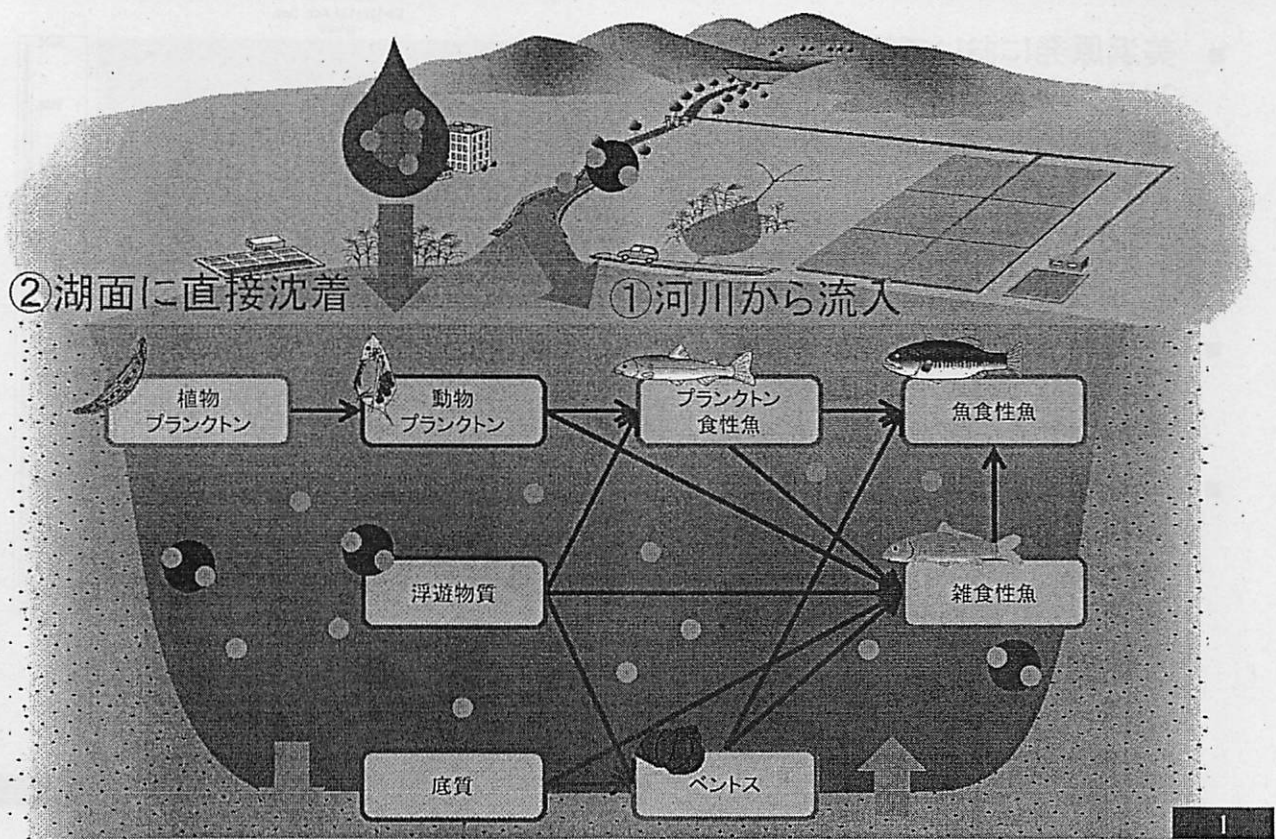 ②湖面に直接沈着
①河川から流入
植物
プランクトン
動物
プランクトン
プランクトン
食性魚
魚食性魚
浮遊物質
雑食性魚
底質
ベントス
1